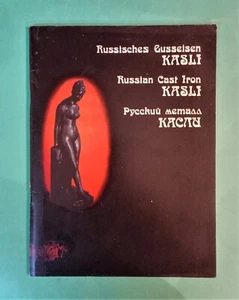 Russisches Gusseisen
KASLI
Russian Cast Iron
KASLI
Русский металл
КАСЛИ